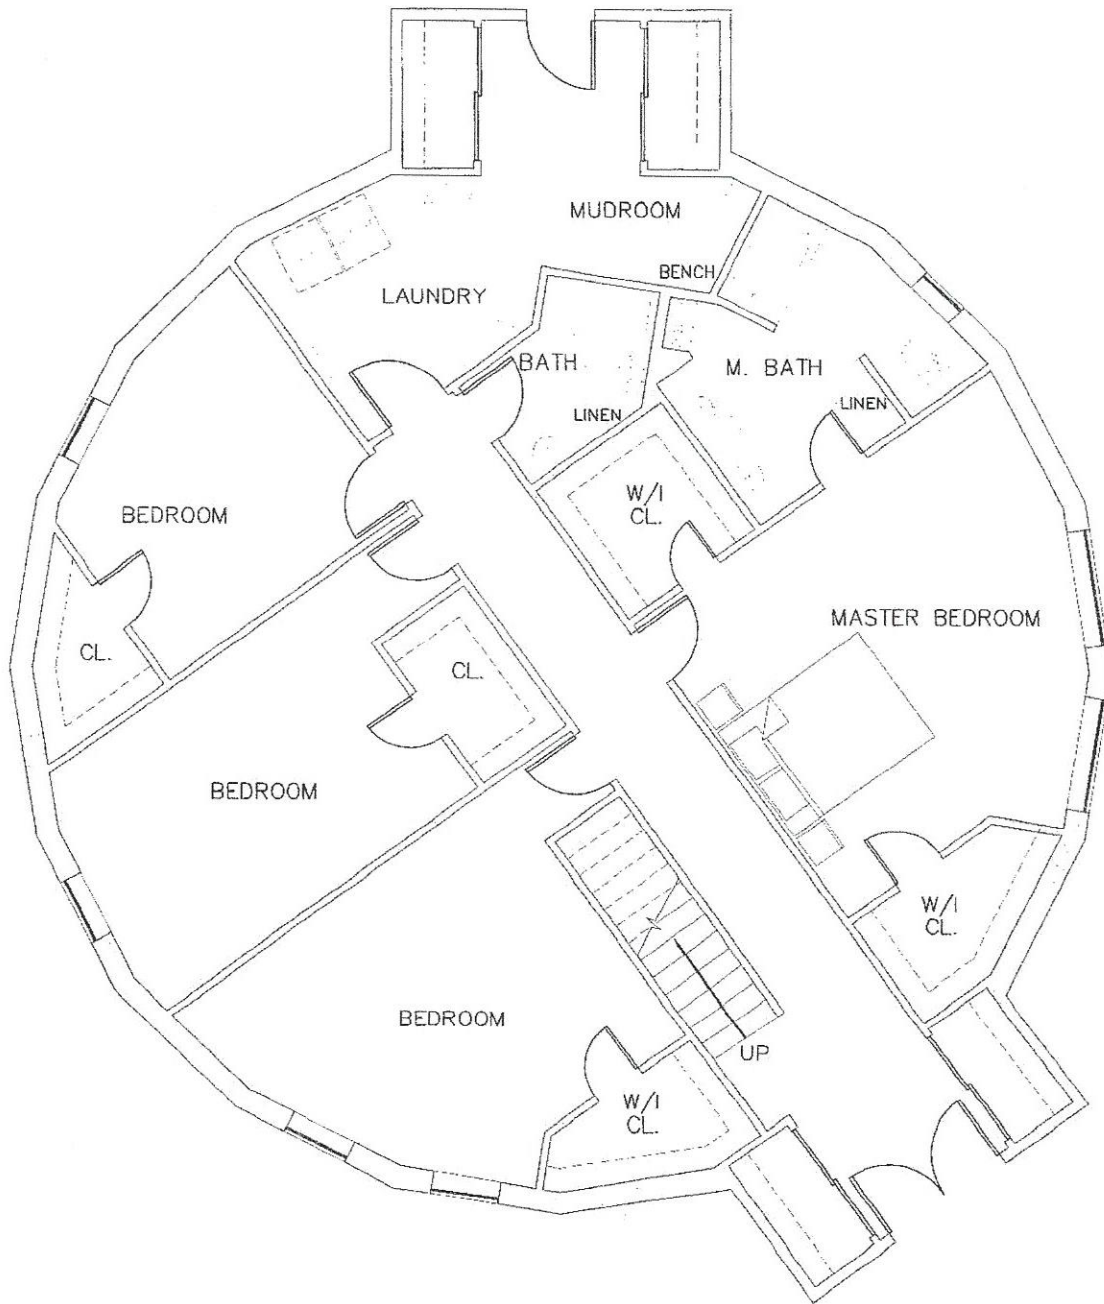 MUDROOM
BENCH
LAUNDRY
BATH
M. BATH
LINEN
LINEN
W/I
CL.
BEDROOM
MASTER BEDROOM
CL.
CL.
BEDROOM
W/I
CL.
BEDROOM
UP
W/I
CL.